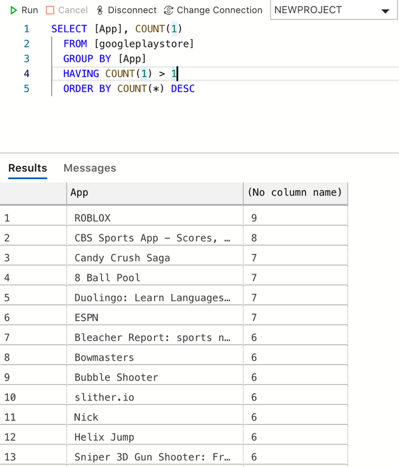 Run Cancel Disconnect Change Connection NEWPROJECT
1 SELECT [App], COUNT(1)
2 FROM [googleplaystore]
3 GROUP BY [App]
4 HAVING COUNT(1) > 1
5 ORDER BY COUNT(*) DESC
Results Messages
App (No column name)
1 ROBLOX 9
2 CBS Sports App - Scores, … 8
3 Candy Crush Saga 7
4 8 Ball Pool 7
5 Duolingo: Learn Languages… 7
6 ESPN 7
7 Bleacher Report: sports n… 6
8 Bowmasters 6
9 Bubble Shooter 6
10 slither.io 6
11 Nick 6
12 Helix Jump 6
13 Sniper 3D Gun Shooter: Fr… 6